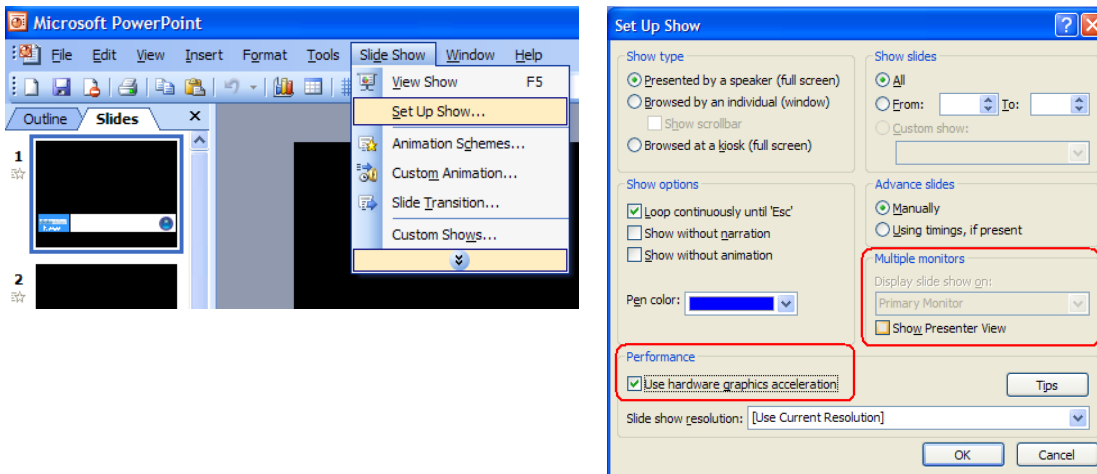 Microsoft PowerPoint
File Edit View Insert Format Tools Slide Show Window Help
View Show F5
Set Up Show...
Animation Schemes...
Custom Animation...
Slide Transition...
Custom Shows...
Outline Slides
1
2
Set Up Show
Show type
Presented by a speaker (full screen)
Browsed by an individual (window)
Show scrollbar
Browsed at a kiosk (full screen)
Show slides
All
From: To:
Custom show:
Show options
Loop continuously until 'Esc'
Show without narration
Show without animation
Pen color:
Advance slides
Manually
Using timings, if present
Multiple monitors
Display slide show on:
Primary Monitor
Show Presenter View
Performance
Use hardware graphics acceleration
Tips
Slide show resolution: [Use Current Resolution]
OK Cancel